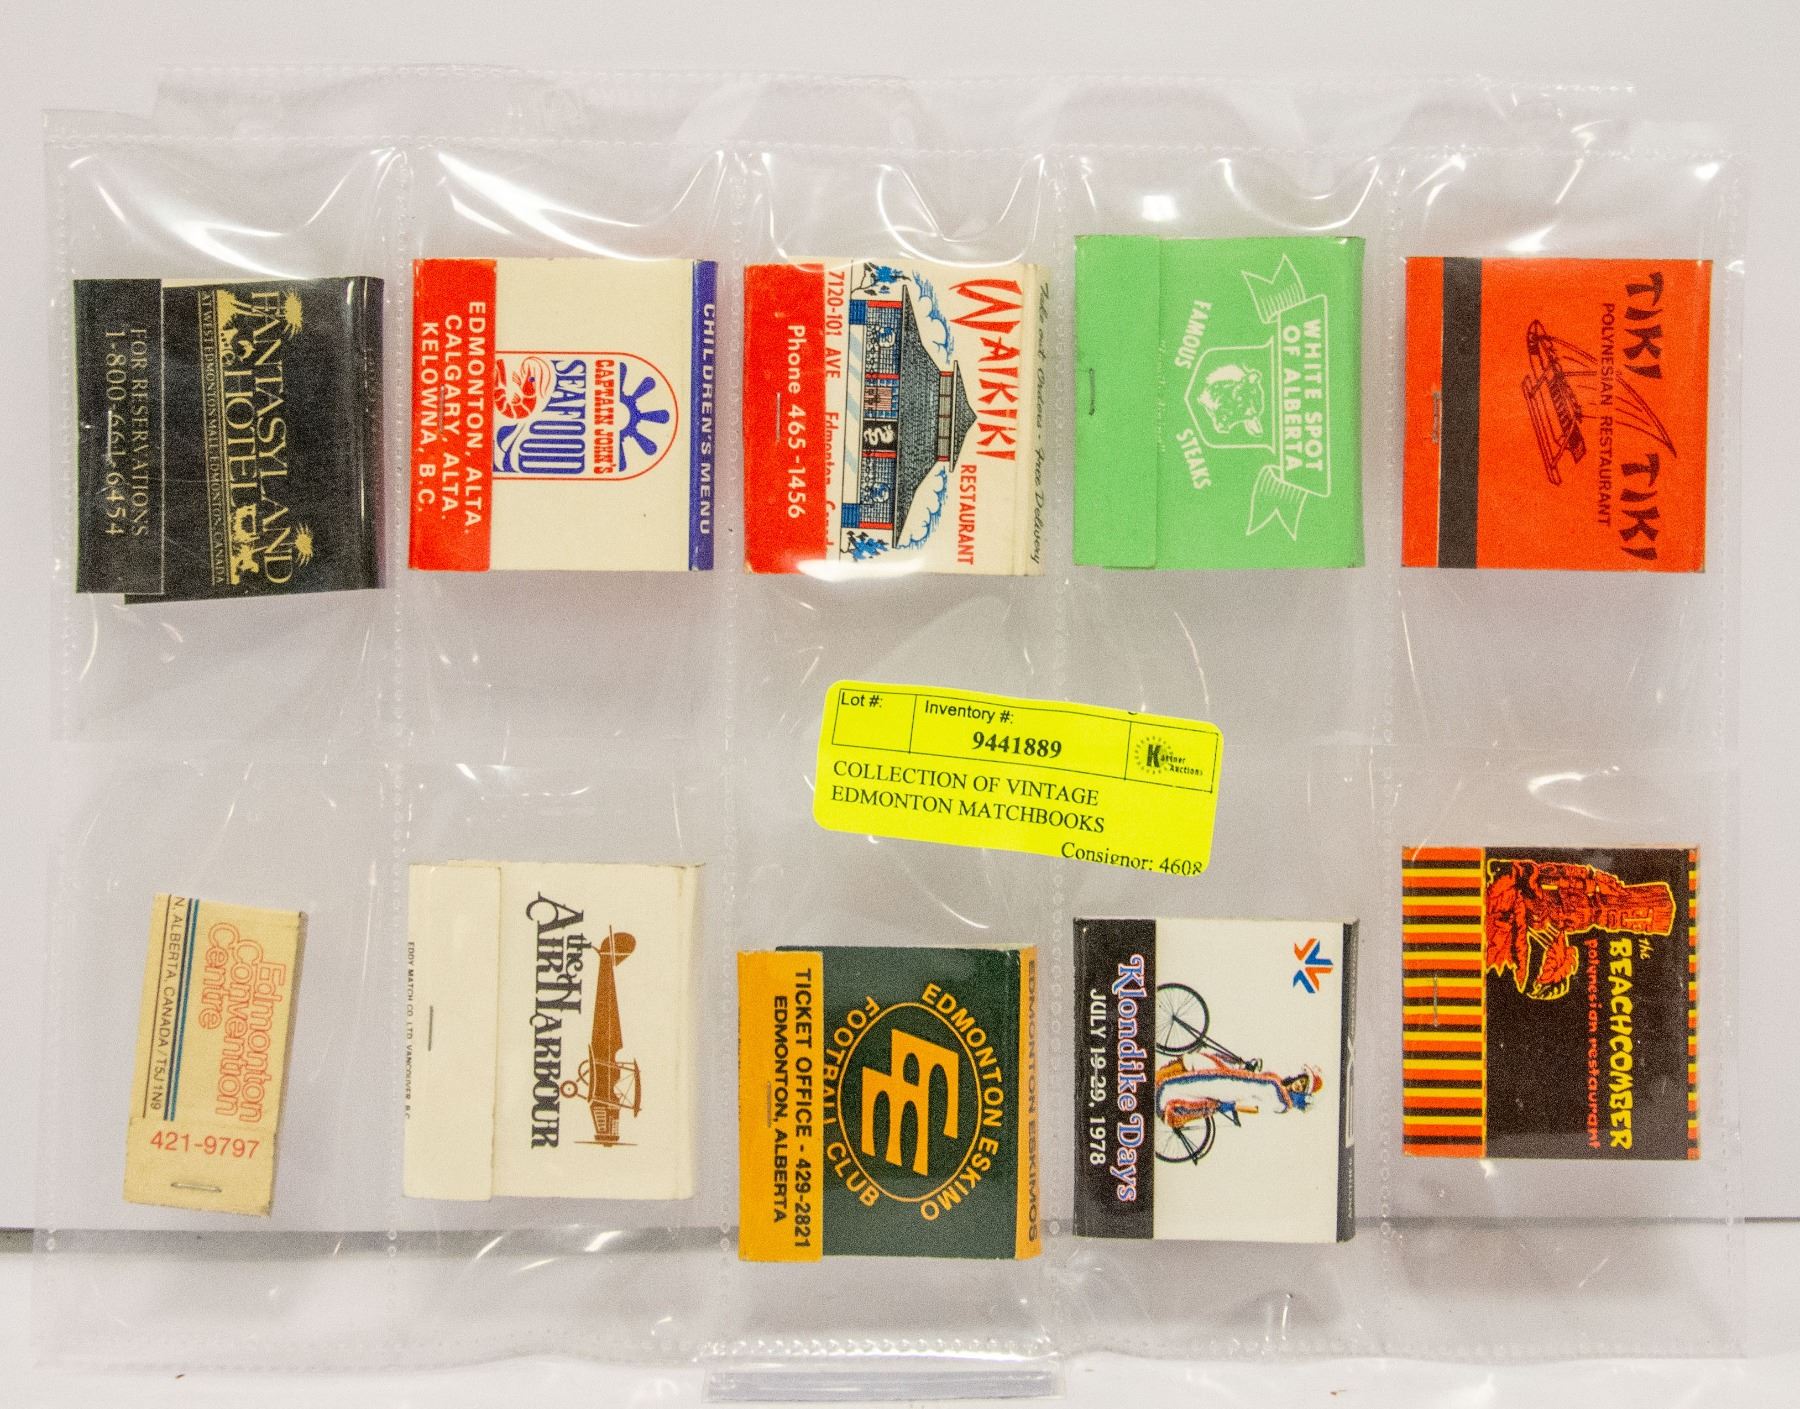 FANTASYLAND
HOTEL
AT WEST EDMONTON MALL, EDMONTON, CANADA
FOR RESERVATIONS
1-800-661-6454
CHILDREN'S MENU
CAPTAIN JOHN'S
SEAFOOD
EDMONTON, ALTA.
CALGARY, ALTA.
KELOWNA, B.C.
Take out Orders - free Delivery
WAIKIKI
RESTAURANT
7120-101 AVE Edmonton
Phone 465-1456
WHITE SPOT
OF ALBERTA
FAMOUS STEAKS
TIKI TIKI
POLYNESIAN RESTAURANT
Lot #:
Inventory #:
9441889
Kastner
Auctions
COLLECTION OF VINTAGE
EDMONTON MATCHBOOKS
Consignor: 4608
Edmonton
Convention
Centre
N, ALBERTA, CANADA / T5J 1N9
421-9797
the
AIR HARBOUR
EDDY MATCH CO. LTD. VANCOUVER B.C.
EDMONTON ESKIMOS
EDMONTON ESKIMO
EE
FOOTBALL CLUB
TICKET OFFICE - 429-2821
EDMONTON, ALBERTA
Klondike Days
JULY 19-29, 1978
the
BEACHCOMBER
polynesian restaurant